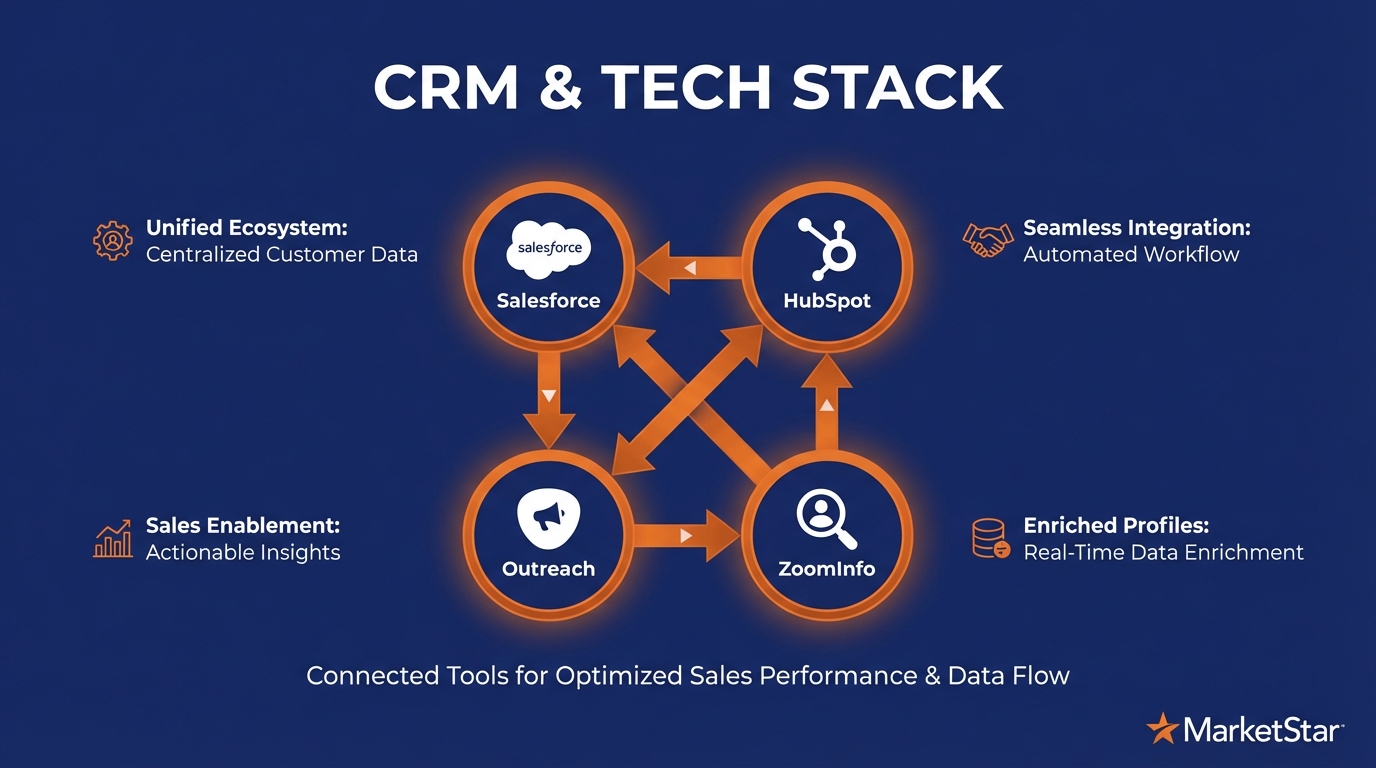 CRM & TECH STACK
Unified Ecosystem:
Centralized Customer Data
salesforce
Salesforce
HubSpot
Seamless Integration:
Automated Workflow
Sales Enablement:
Actionable Insights
Outreach
ZoomInfo
Enriched Profiles:
Real-Time Data Enrichment
Connected Tools for Optimized Sales Performance & Data Flow
MarketStar